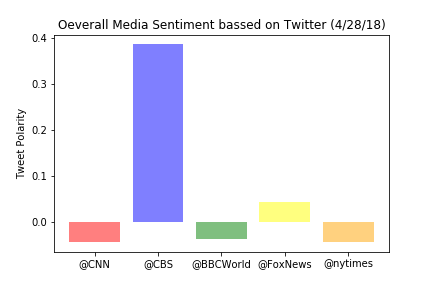 Oeverall Media Sentiment bassed on Twitter (4/28/18)
0.4
0.3
0.2
0.1
0.0
Tweet Polarity
@CNN @CBS @BBCWorld @FoxNews @nytimes